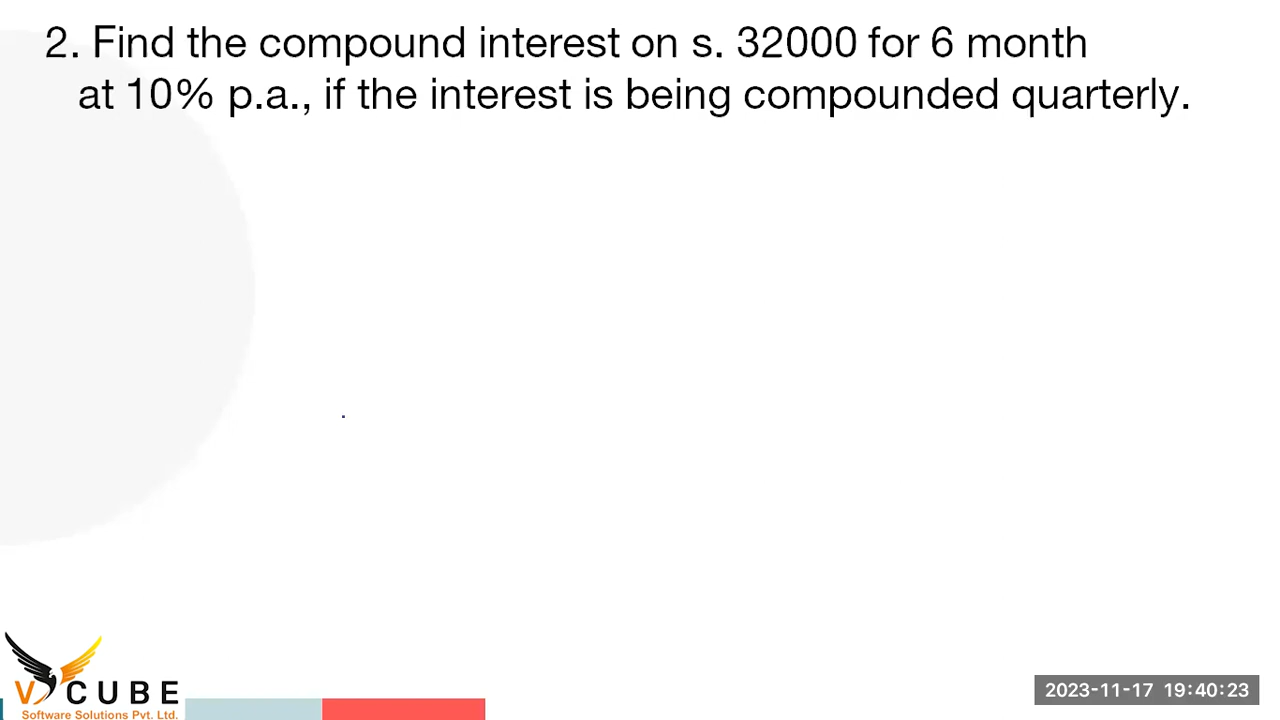 2. Find the compound interest on s. 32000 for 6 month
at 10% p.a., if the interest is being compounded quarterly.
V CUBE
Software Solutions Pvt. Ltd.
2023-11-17 19:40:23